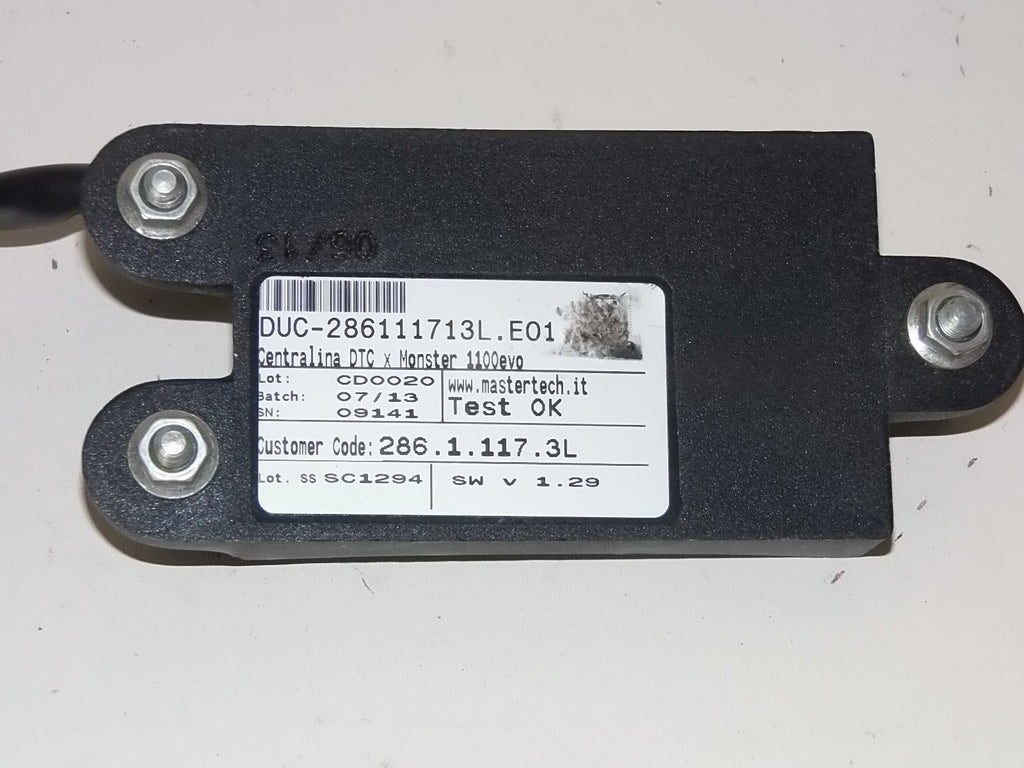 06/13
DUC-286111713L.E01
Centralina DTC x Monster 1100evo
Lot: CD0020
Batch: 07/13
SN: 09141
www.mastertech.it
Test OK
Customer Code: 286.1.117.3L
Lot. SS SC1294
SW v 1.29